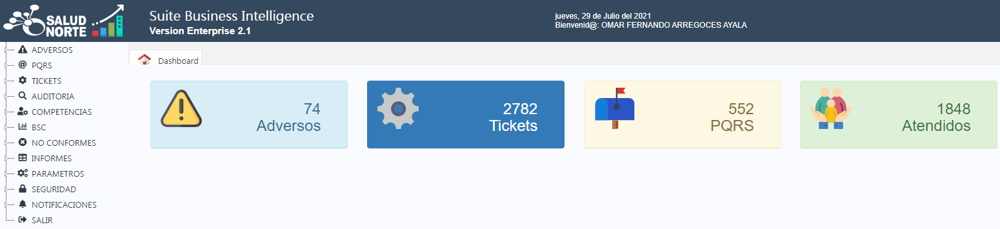 SALUD
NORTE
Suite Business Intelligence
Version Enterprise 2.1
jueves, 29 de Julio del 2021
Bienvenid@: OMAR FERNANDO ARREGOCES AYALA
ADVERSOS
PQRS
TICKETS
AUDITORIA
COMPETENCIAS
BSC
NO CONFORMES
INFORMES
PARAMETROS
SEGURIDAD
NOTIFICACIONES
SALIR
Dashboard
74
Adversos
2782
Tickets
552
PQRS
1848
Atendidos